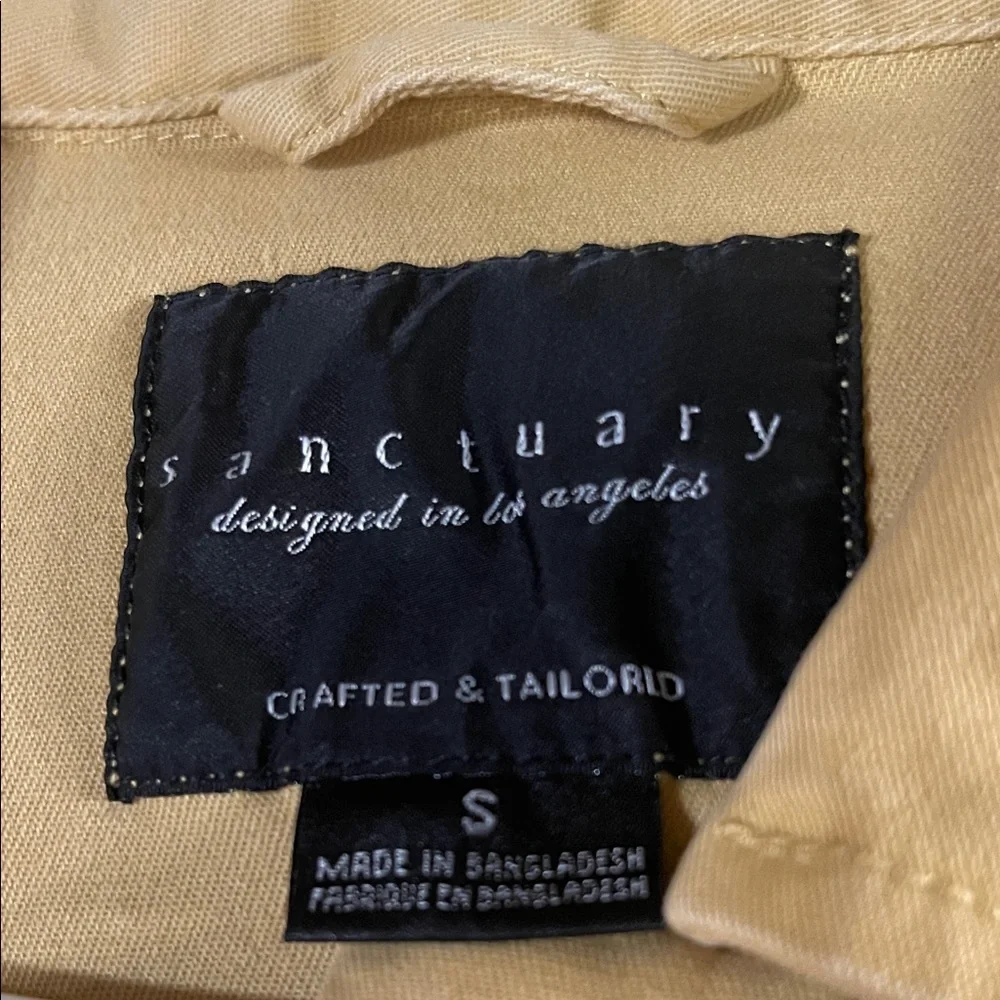 sanctuary
designed in los angeles
CRAFTED & TAILORED
S
MADE IN BANGLADESH
FABRIQUE EN BANGLADESH